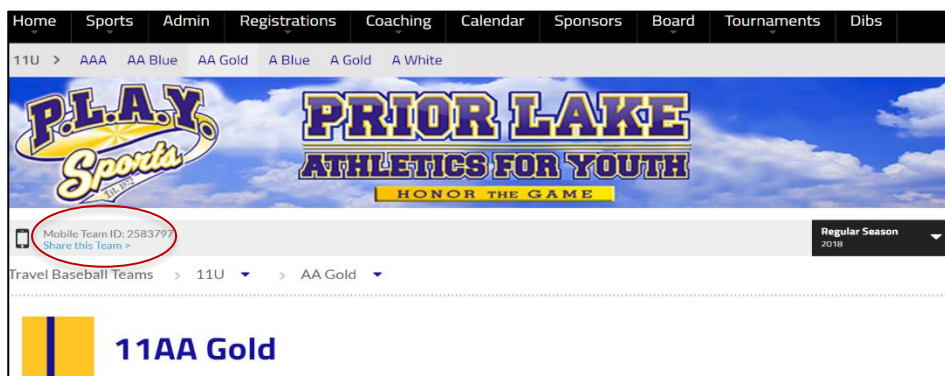 Home Sports Admin Registrations Coaching Calendar Sponsors Board Tournaments Dibs
11U > AAA AA Blue AA Gold A Blue A Gold A White
P.L.A.Y.
Sports
Est. 1972
PRIOR LAKE
ATHLETICS FOR YOUTH
HONOR THE GAME
Mobile Team ID: 2583797
Share this Team >
Regular Season
2018
Travel Baseball Teams > 11U > AA Gold
11AA Gold